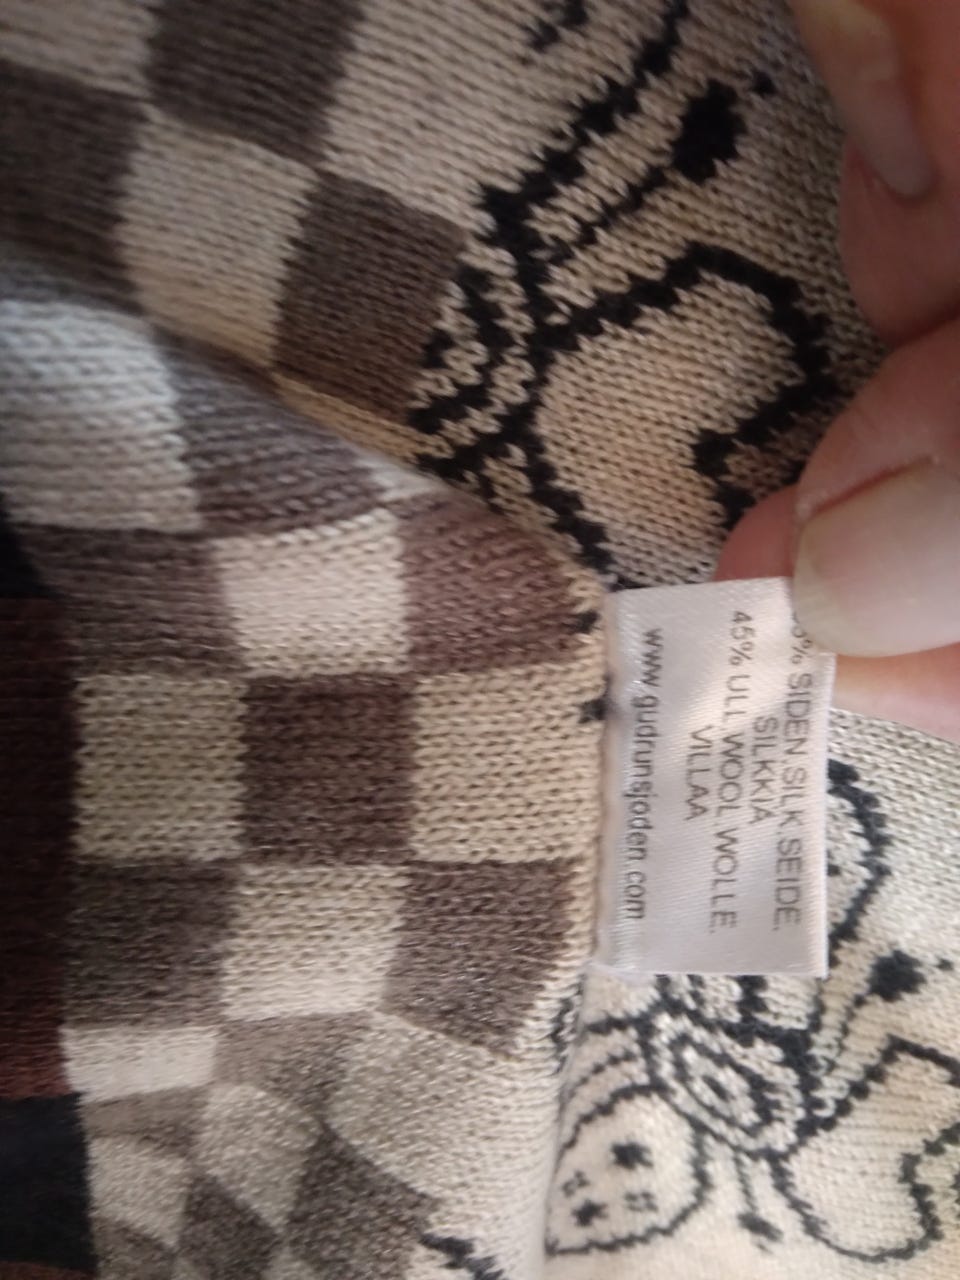 SIDEN.SILK.SEIDE.
SILKKIA
45% ULL.WOOL.WOLLE.
VILLAA
www.gudrunsjoden.com